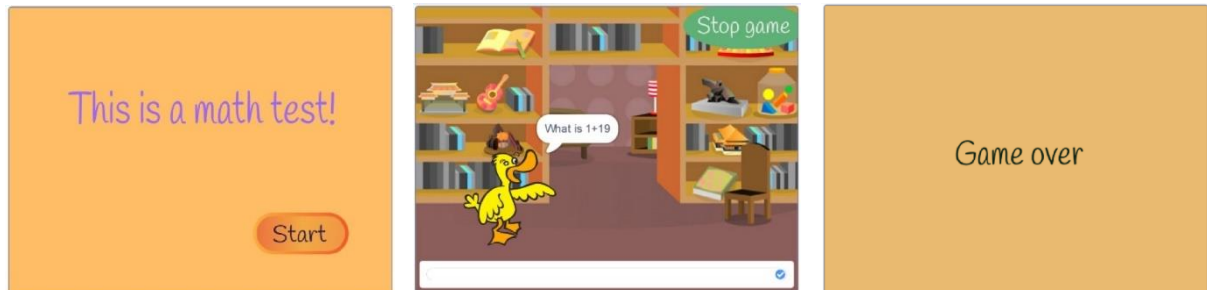 This is a math test!
Start
Stop game
What is 1+19
Game over